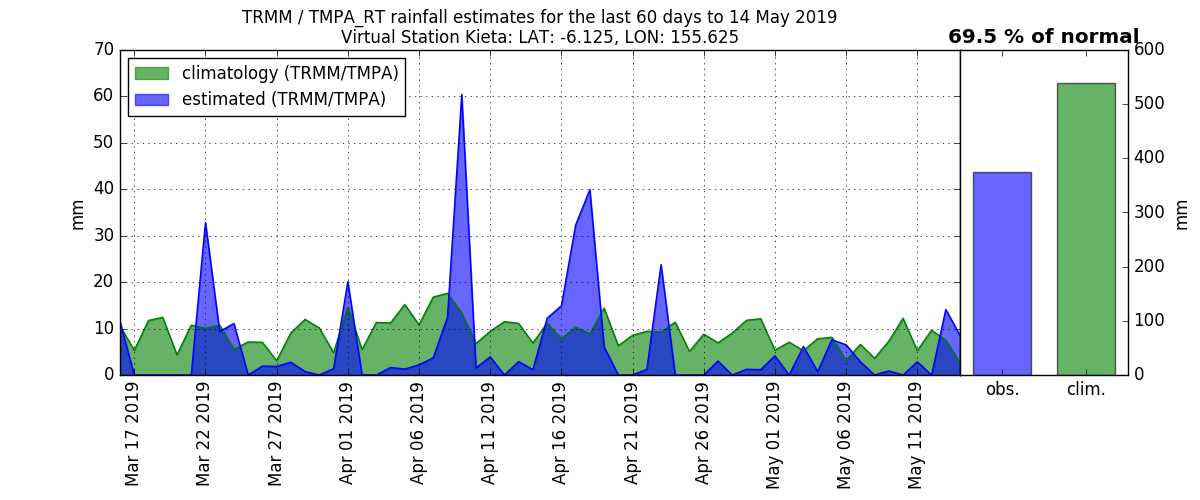 TRMM / TMPA_RT rainfall estimates for the last 60 days to 14 May 2019
Virtual Station Kieta: LAT: -6.125, LON: 155.625
69.5 % of normal
climatology (TRMM/TMPA)
estimated (TRMM/TMPA)
mm
70
60
50
40
30
20
10
0
Mar 17 2019
Mar 22 2019
Mar 27 2019
Apr 01 2019
Apr 06 2019
Apr 11 2019
Apr 16 2019
Apr 21 2019
Apr 26 2019
May 01 2019
May 06 2019
May 11 2019
obs.
clim.
600
500
400
300
200
100
0
mm